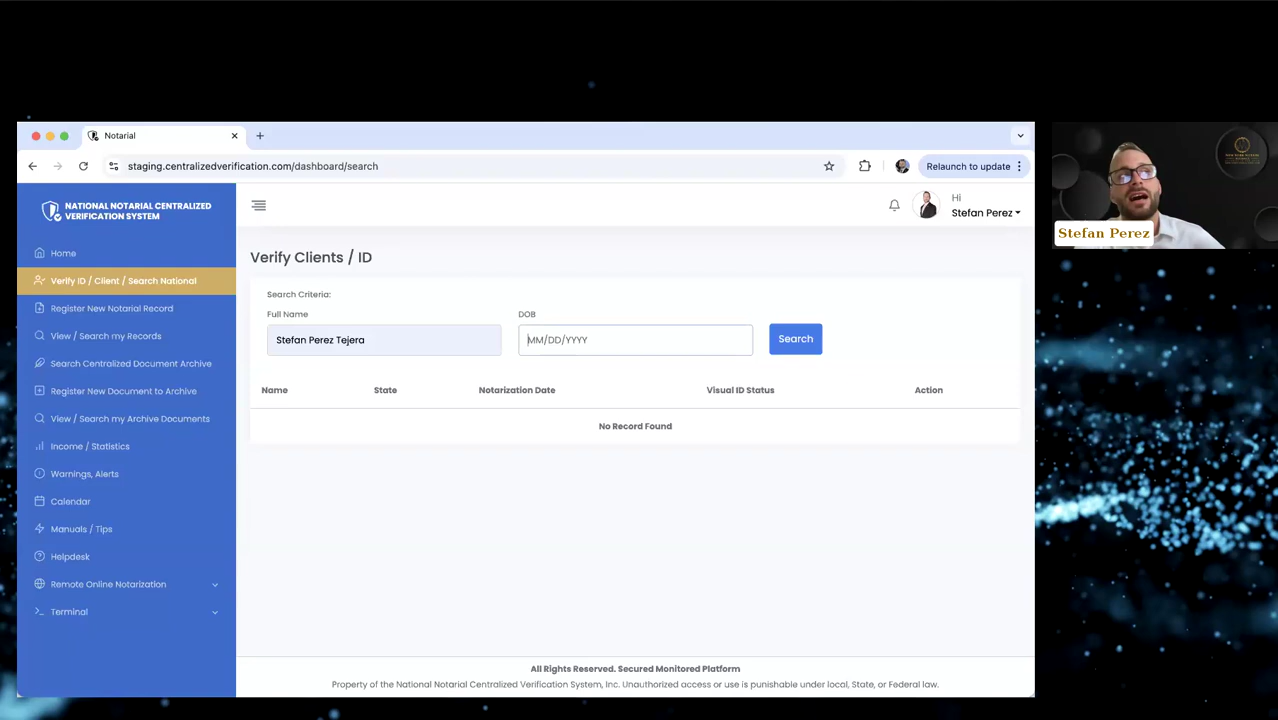 Notarial
staging.centralizedverification.com/dashboard/search
Relaunch to update
NATIONAL NOTARIAL CENTRALIZED
VERIFICATION SYSTEM
Home
Verify ID / Client / Search National
Register New Notarial Record
View / Search my Records
Search Centralized Document Archive
Register New Document to Archive
View / Search my Archive Documents
Income / Statistics
Warnings, Alerts
Calendar
Manuals / Tips
Helpdesk
Remote Online Notarization
Terminal
Hi
Stefan Perez
Verify Clients / ID
Search Criteria:
Full Name
DOB
Stefan Perez Tejera
MM/DD/YYYY
Search
Name State Notarization Date Visual ID Status Action
No Record Found
All Rights Reserved. Secured Monitored Platform
Property of the National Notarial Centralized Verification System, Inc. Unauthorized access or use is punishable under local, State, or Federal law.
Stefan Perez